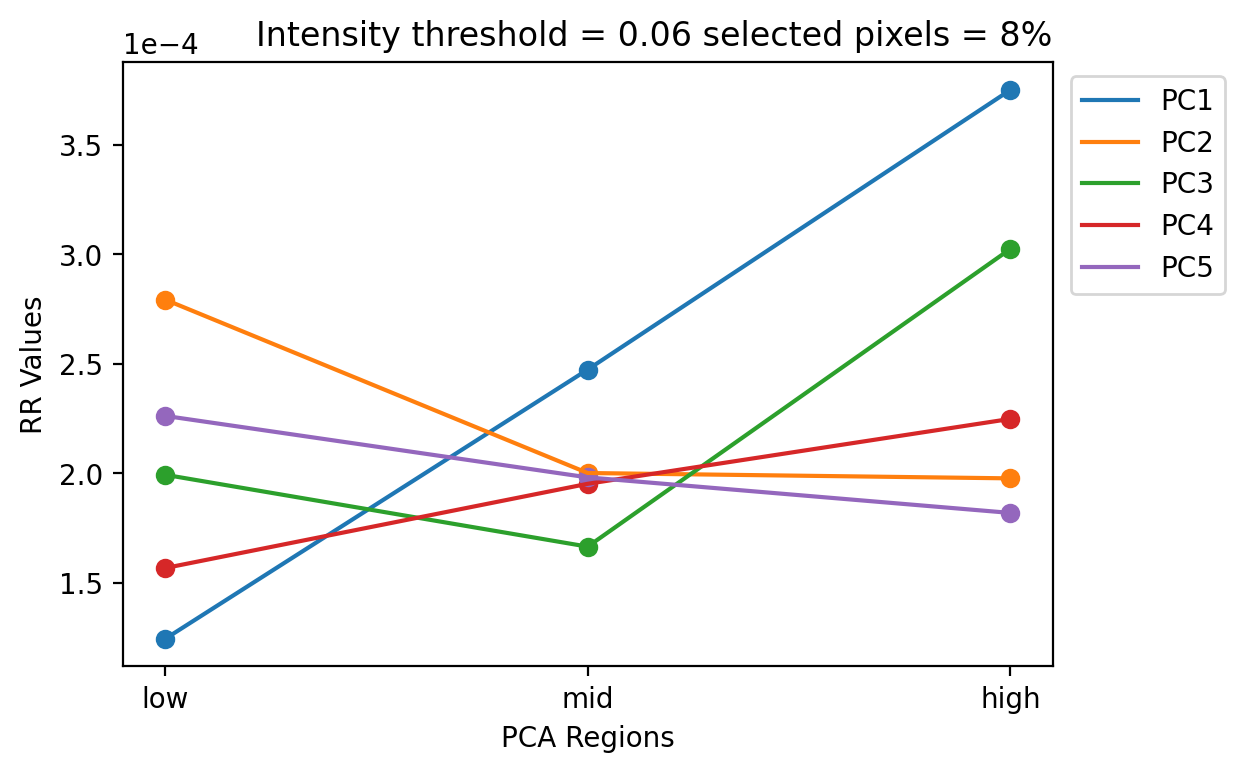 Intensity threshold = 0.06 selected pixels = 8%
1e−4
3.5
3.0
2.5
2.0
1.5
RR Values
low mid high
PCA Regions
PC1
PC2
PC3
PC4
PC5